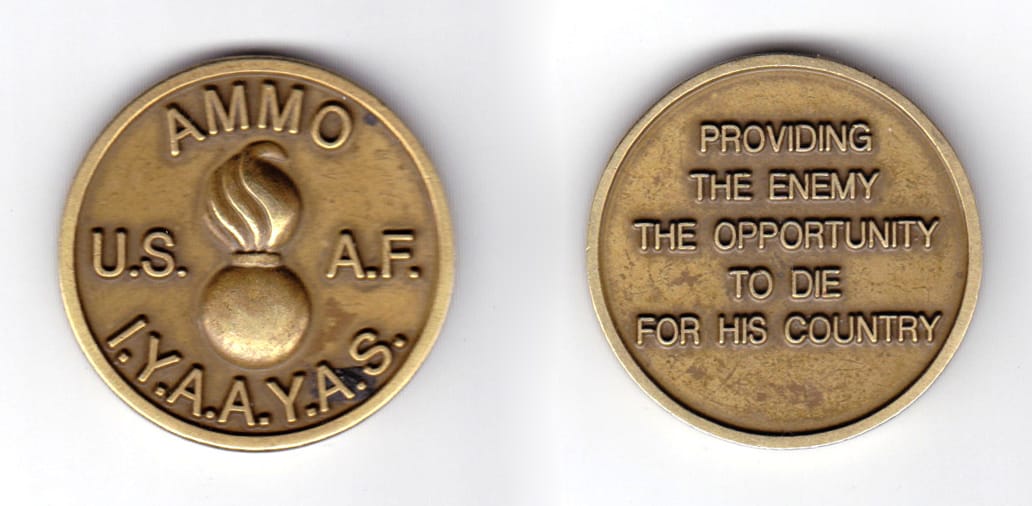 AMMO
U.S. A.F.
I.Y.A.A.Y.A.S.
PROVIDING
THE ENEMY
THE OPPORTUNITY
TO DIE
FOR HIS COUNTRY